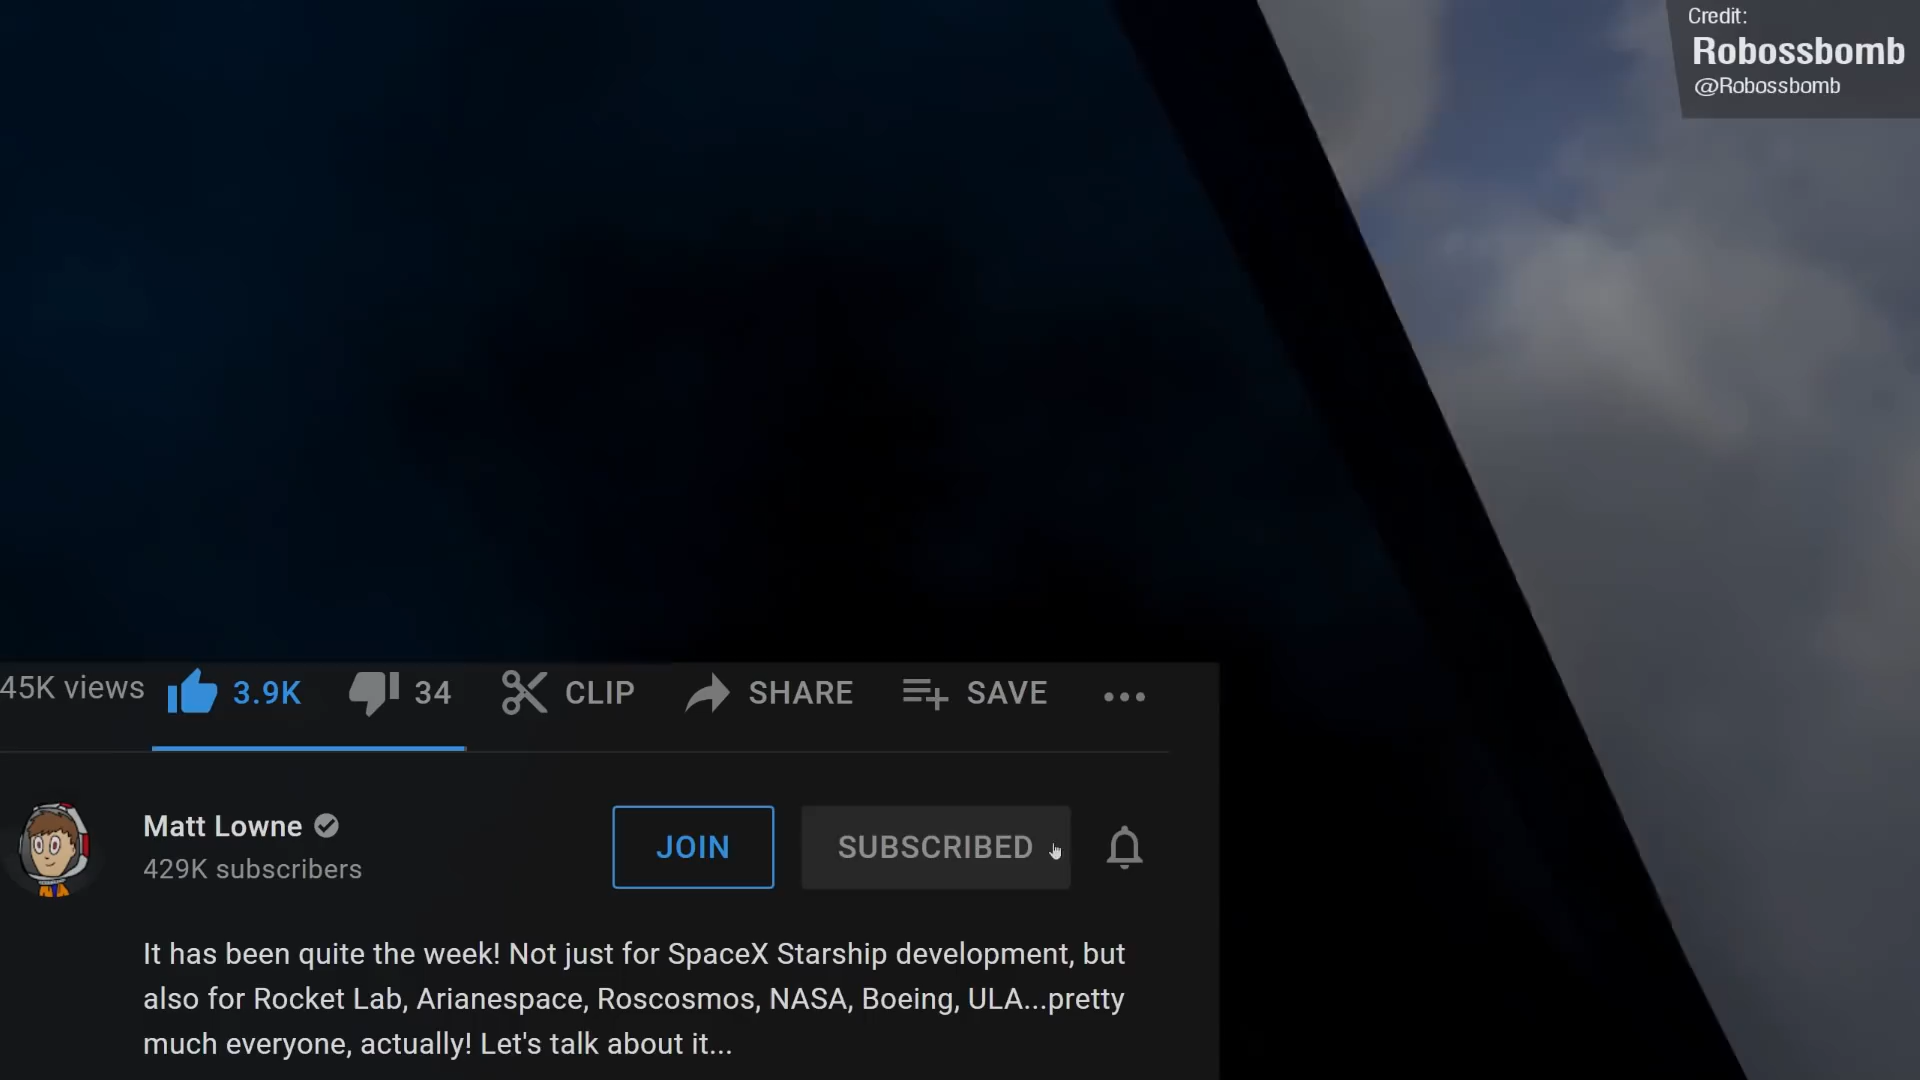 Credit:
Robossbomb
@Robossbomb
45K views 3.9K 34 CLIP SHARE SAVE
Matt Lowne
429K subscribers
JOIN SUBSCRIBED
It has been quite the week! Not just for SpaceX Starship development, but
also for Rocket Lab, Arianespace, Roscosmos, NASA, Boeing, ULA...pretty
much everyone, actually! Let's talk about it...